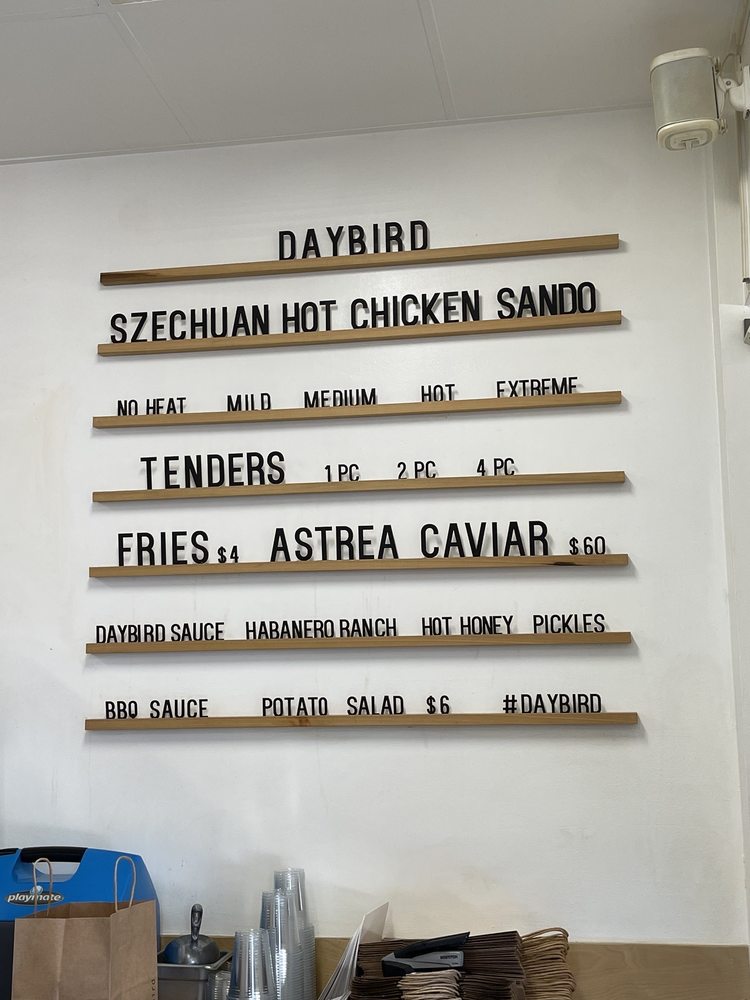 DAYBIRD
SZECHUAN HOT CHICKEN SANDO
NO HEAT MILD MEDIUM HOT EXTREME
TENDERS 1 PC 2 PC 4 PC
FRIES $4 ASTREA CAVIAR $60
DAYBIRD SAUCE HABANERO RANCH HOT HONEY PICKLES
BBQ SAUCE POTATO SALAD $6 #DAYBIRD
playmate